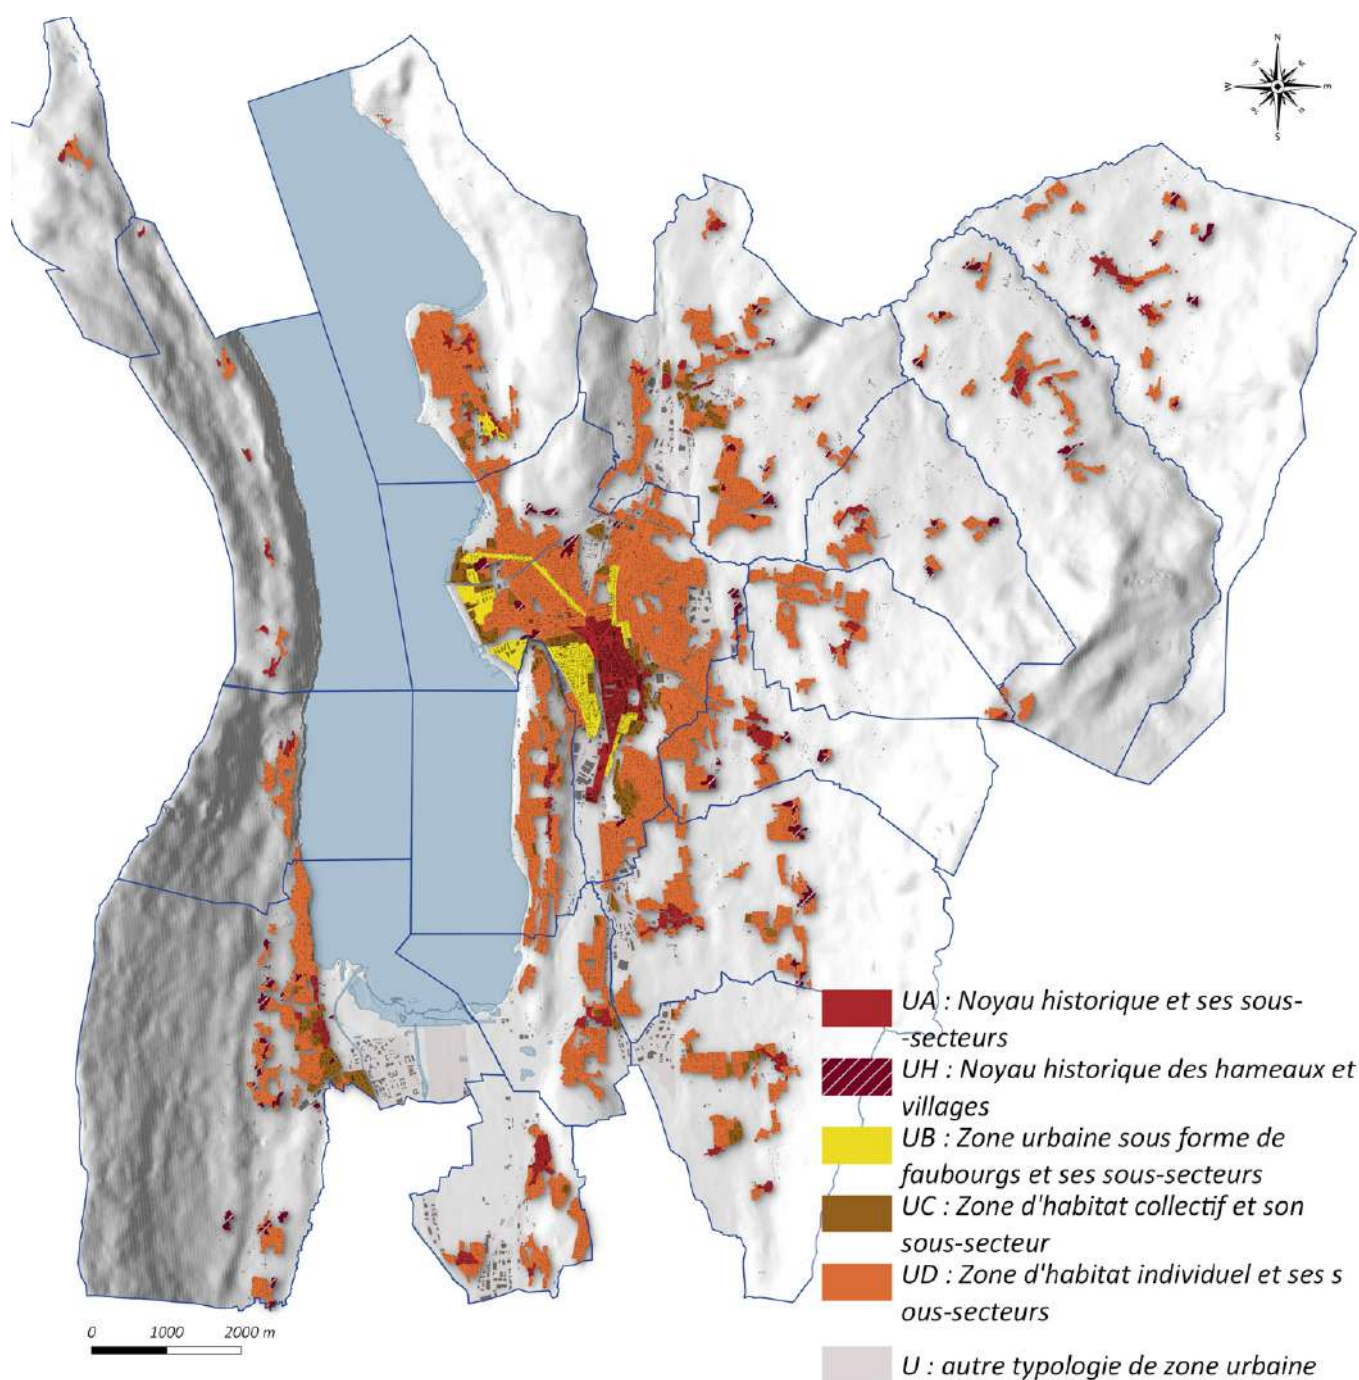 N
W
E
S
UA : Noyau historique et ses sous-
-secteurs
UH : Noyau historique des hameaux et
villages
UB : Zone urbaine sous forme de
faubourgs et ses sous-secteurs
UC : Zone d'habitat collectif et son
sous-secteur
UD : Zone d'habitat individuel et ses s
ous-secteurs
U : autre typologie de zone urbaine
0 1000 2000 m